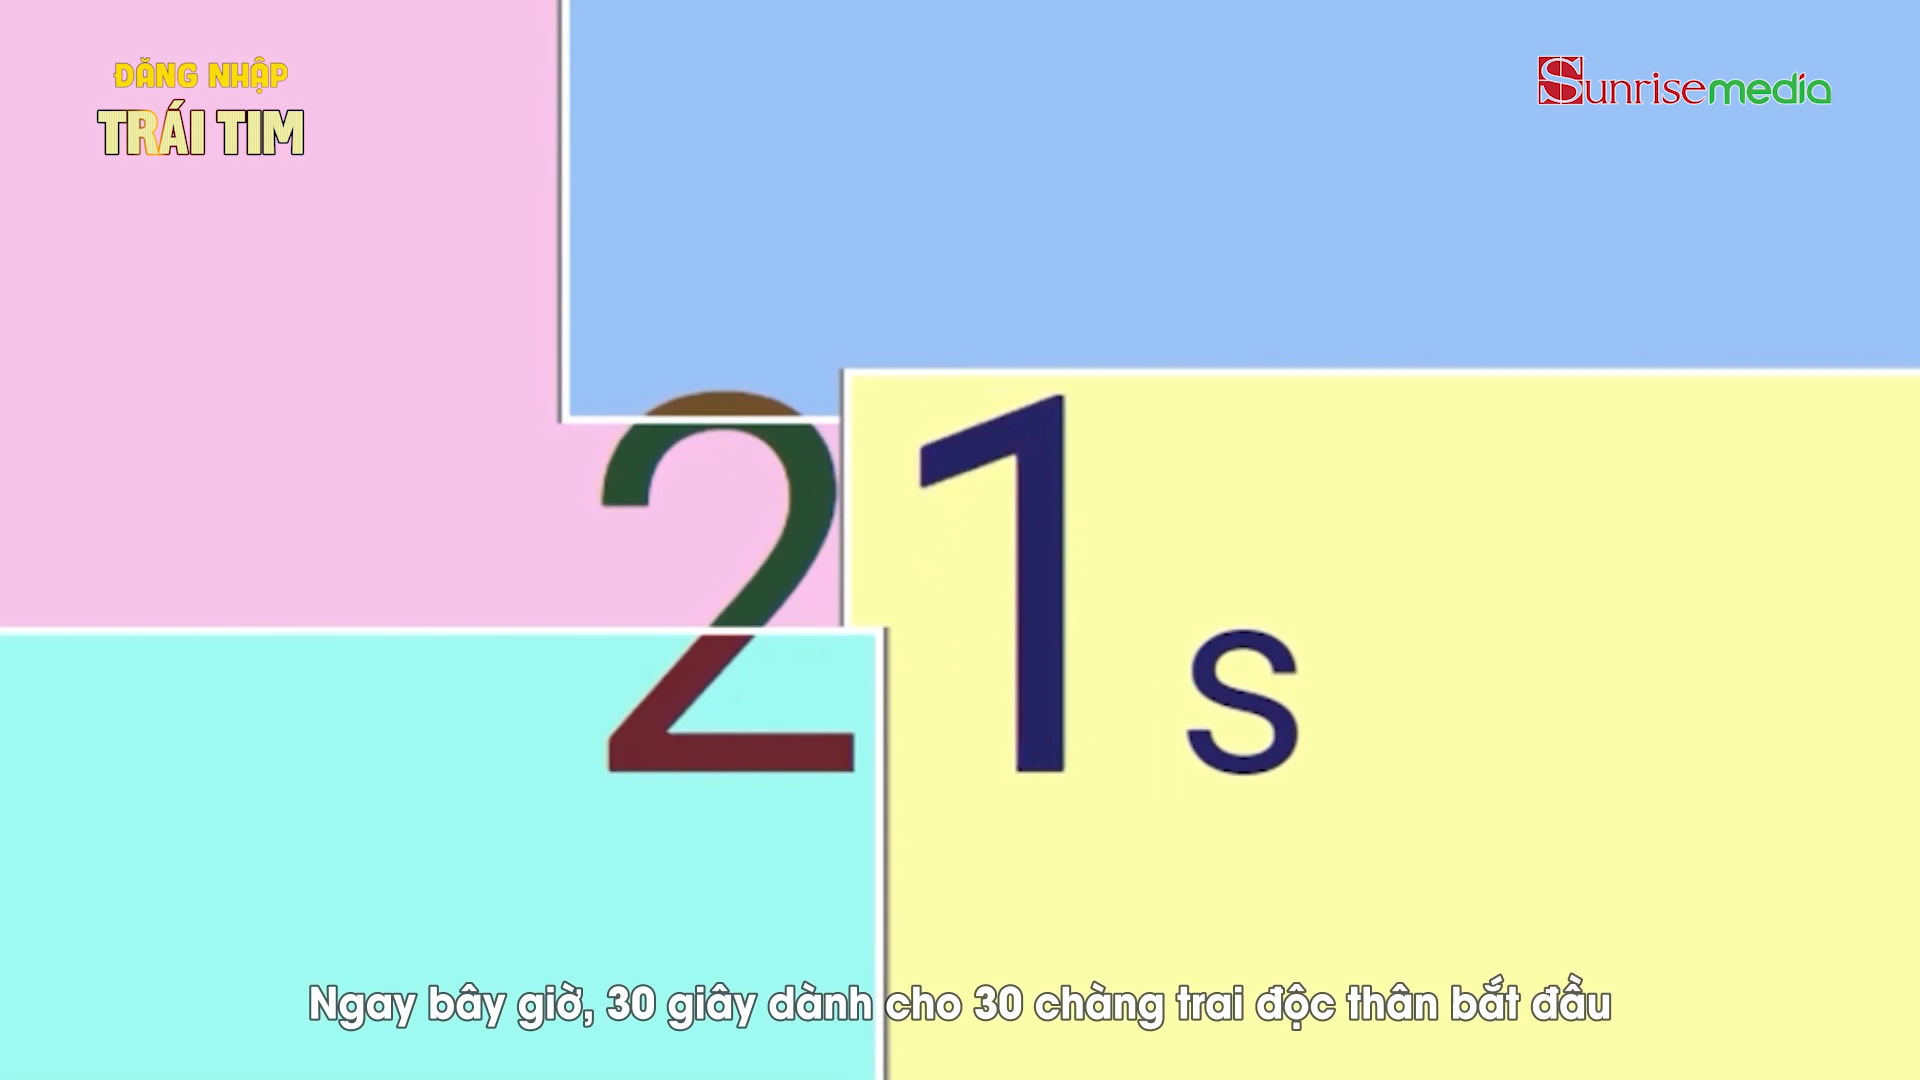 ĐĂNG NHẬP
TRÁI TIM
Sunrisemedia
21s
Ngay bây giờ, 30 giây dành cho 30 chàng trai độc thân bắt đầu